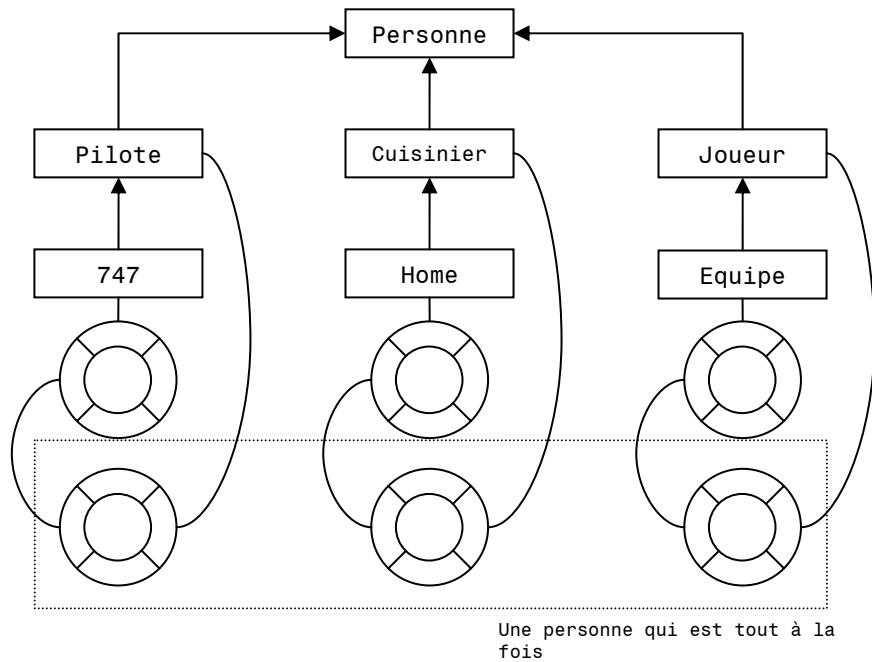 Personne
Pilote
Cuisinier
Joueur
747
Home
Equipe
Une personne qui est tout à la
fois